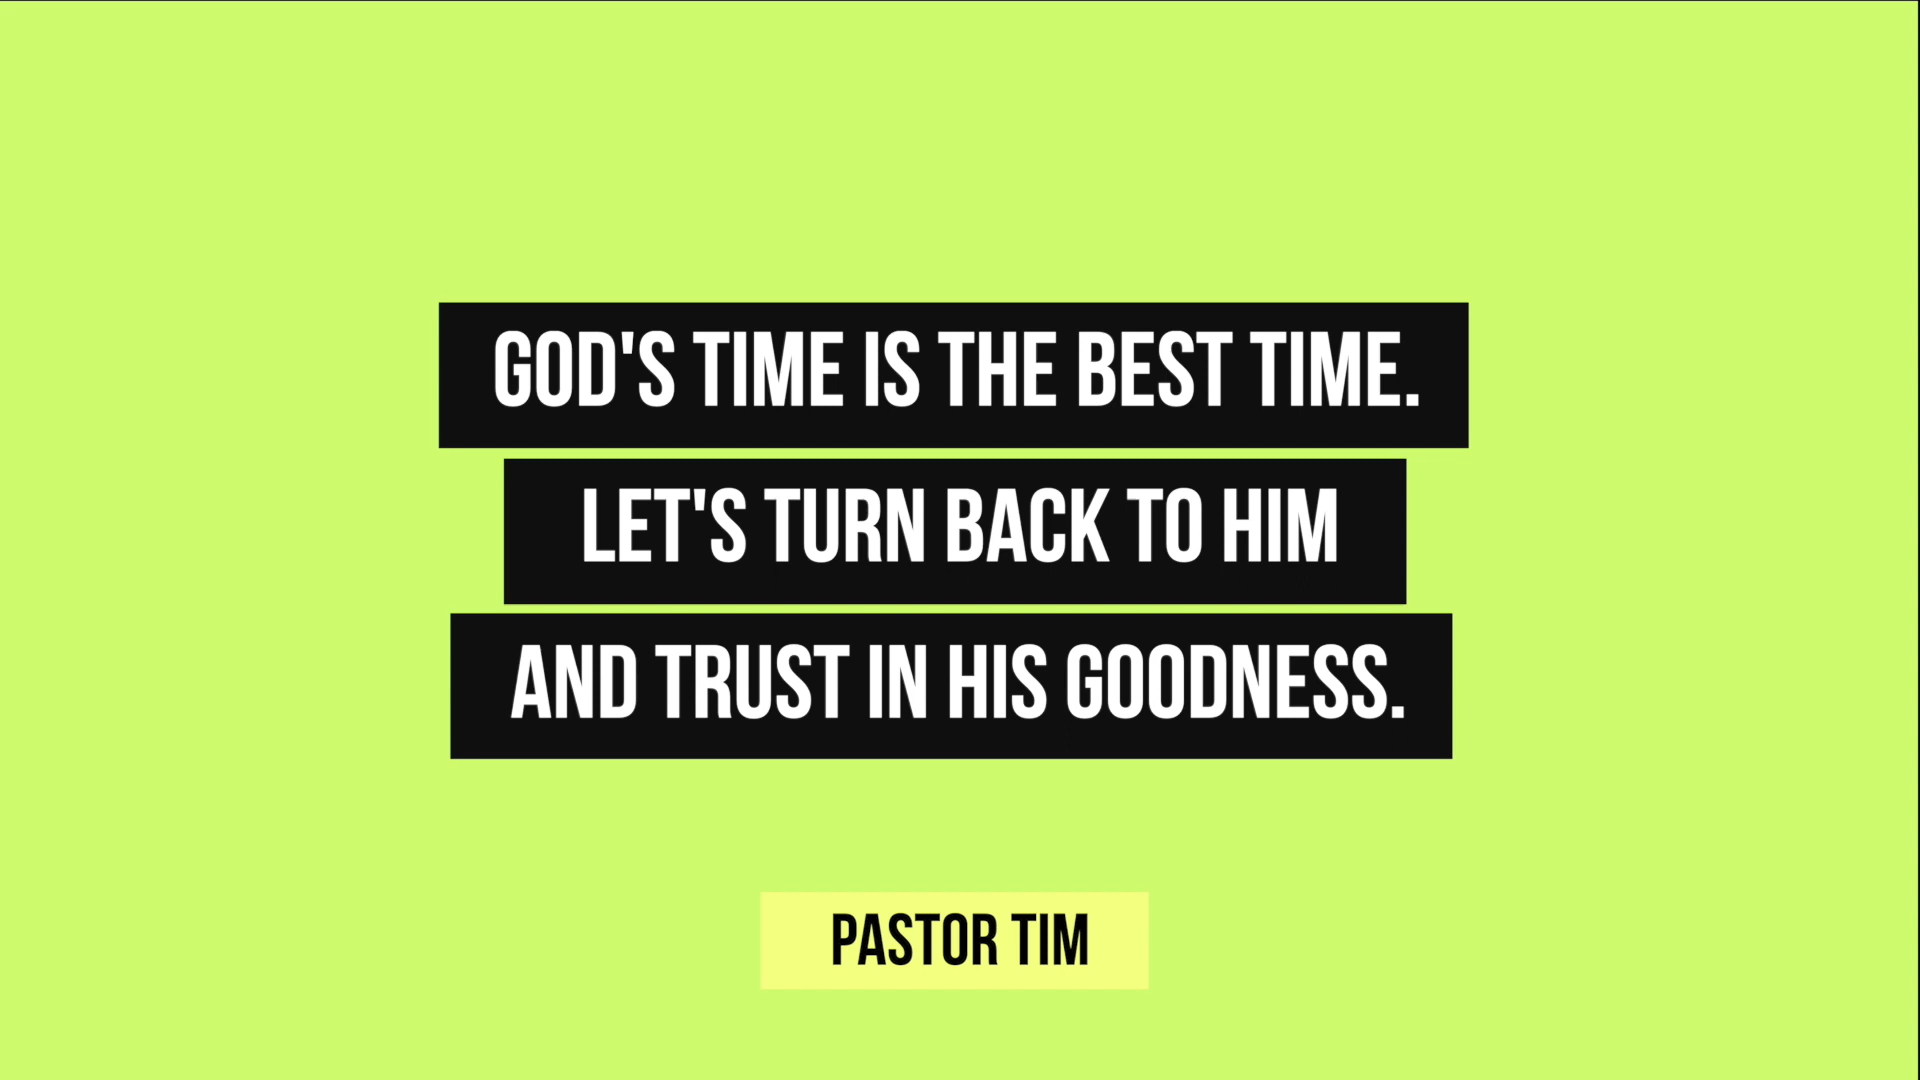 GOD'S TIME IS THE BEST TIME.
LET'S TURN BACK TO HIM
AND TRUST IN HIS GOODNESS.
PASTOR TIM